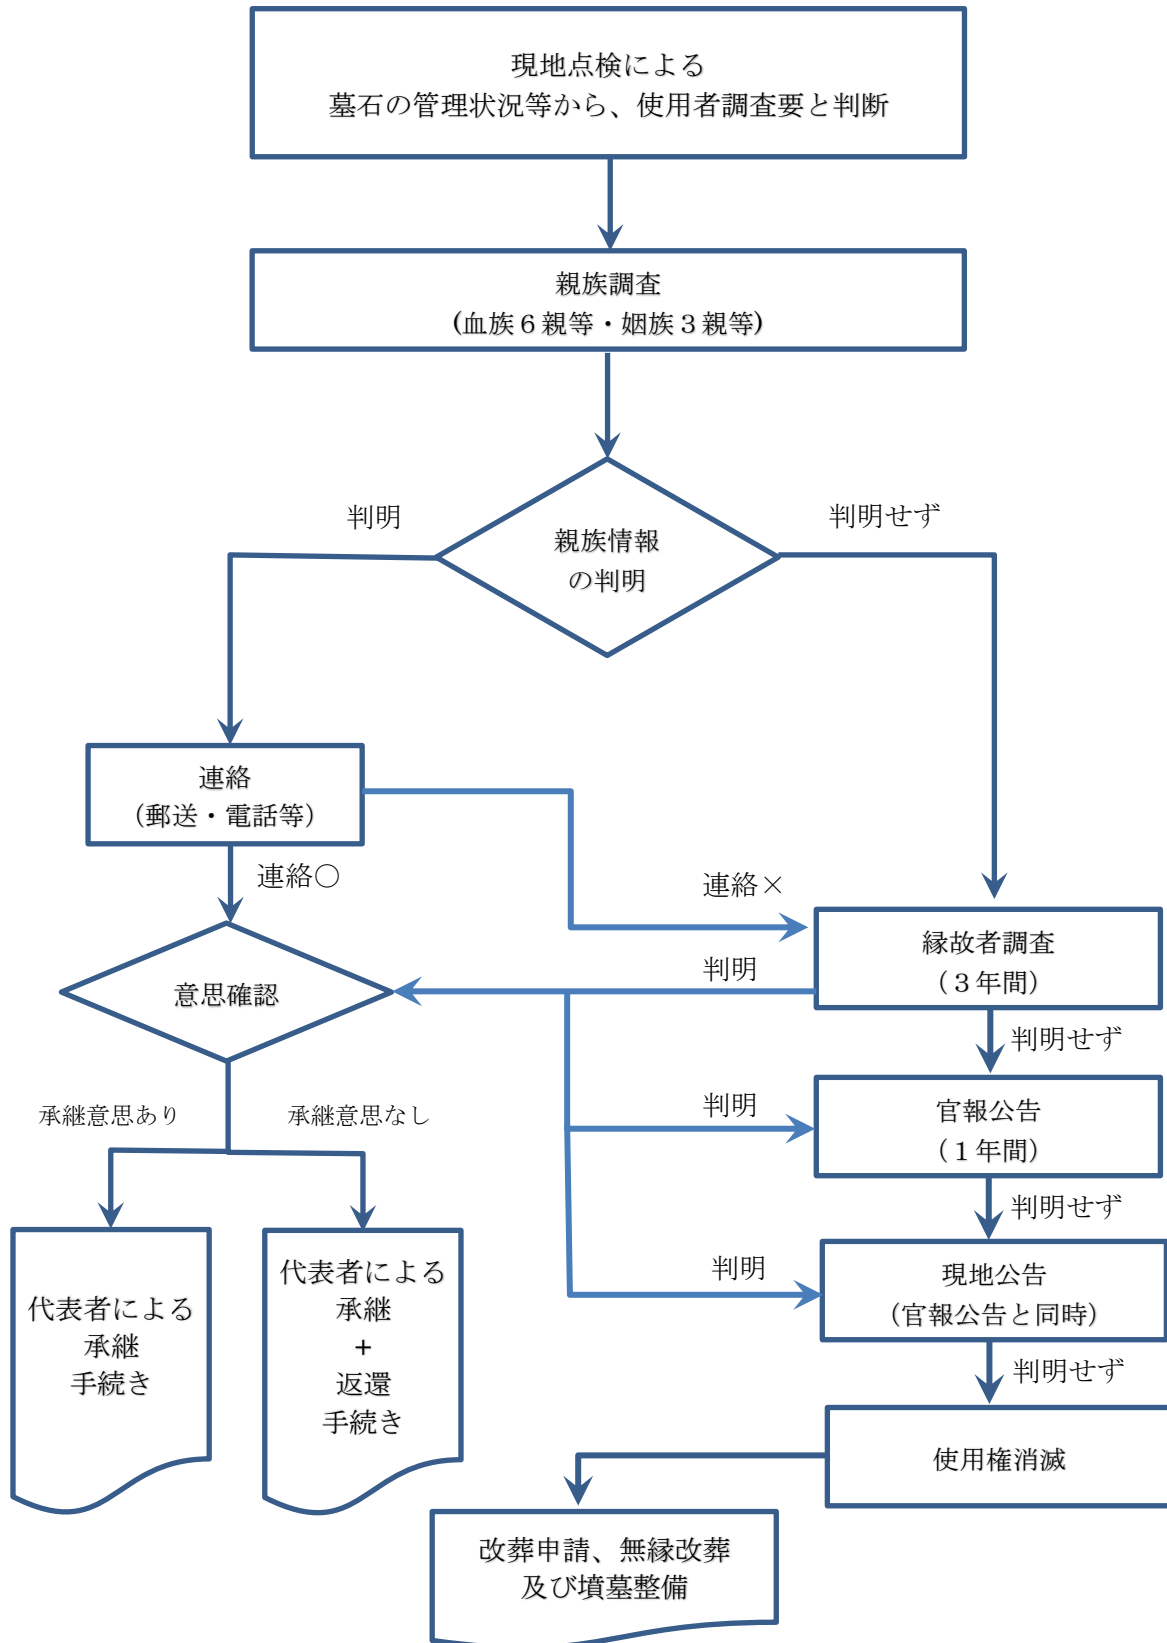 現地点検による
墓石の管理状況等から、使用者調査要と判断
親族調査
(血族６親等・姻族３親等)
判明
判明せず
親族情報
の判明
連絡
（郵送・電話等）
連絡○
連絡×
縁故者調査
（３年間）
判明
意思確認
判明せず
承継意思あり
承継意思なし
判明
官報公告
（１年間）
判明せず
代表者による
承継
手続き
代表者による
承継
+
返還
手続き
判明
現地公告
（官報公告と同時）
判明せず
使用権消滅
改葬申請、無縁改葬
及び墳墓整備